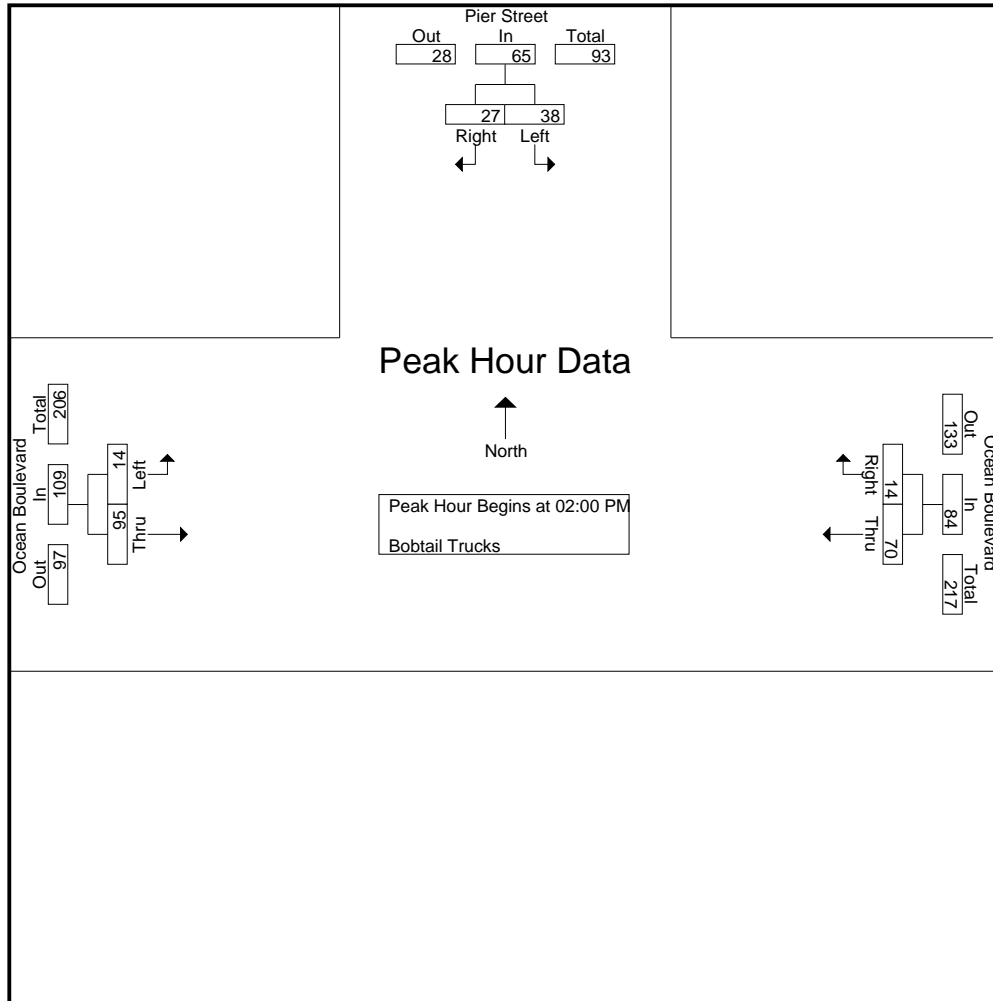 Pier Street
Out In Total
28 65 93
27 38
Right Left
Peak Hour Data
North
Peak Hour Begins at 02:00 PM
Bobtail Trucks
Ocean Boulevard
Total In Out
206 109 97
14 95
Left Thru
Ocean Boulevard
Out In Total
133 84 217
14 70
Right Thru